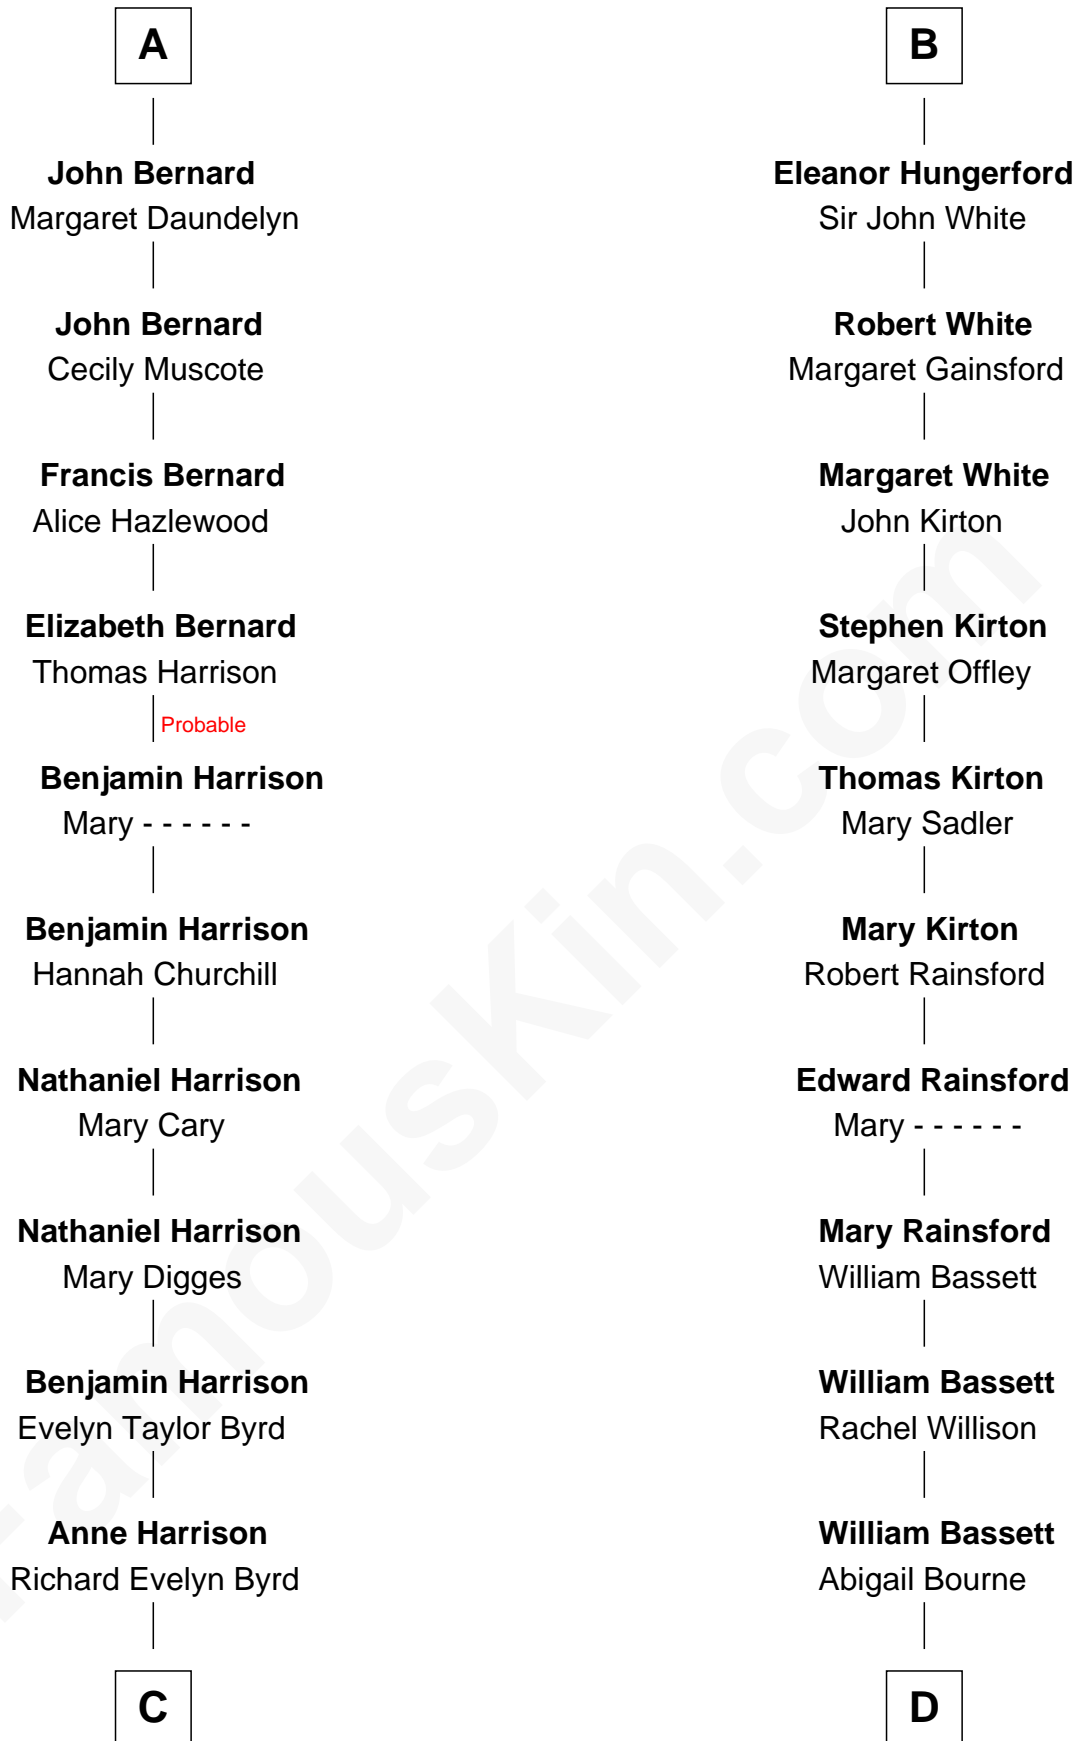 A
John Bernard
Margaret Daundelyn
John Bernard
Cecily Muscote
Francis Bernard
Alice Hazlewood
Elizabeth Bernard
Thomas Harrison
Probable
Benjamin Harrison
Mary - - - - - -
Benjamin Harrison
Hannah Churchill
Nathaniel Harrison
Mary Cary
Nathaniel Harrison
Mary Digges
Benjamin Harrison
Evelyn Taylor Byrd
Anne Harrison
Richard Evelyn Byrd
C
B
Eleanor Hungerford
Sir John White
Robert White
Margaret Gainsford
Margaret White
John Kirton
Stephen Kirton
Margaret Offley
Thomas Kirton
Mary Sadler
Mary Kirton
Robert Rainsford
Edward Rainsford
Mary - - - - - -
Mary Rainsford
William Bassett
William Bassett
Rachel Willison
William Bassett
Abigail Bourne
D
FamousKin.com